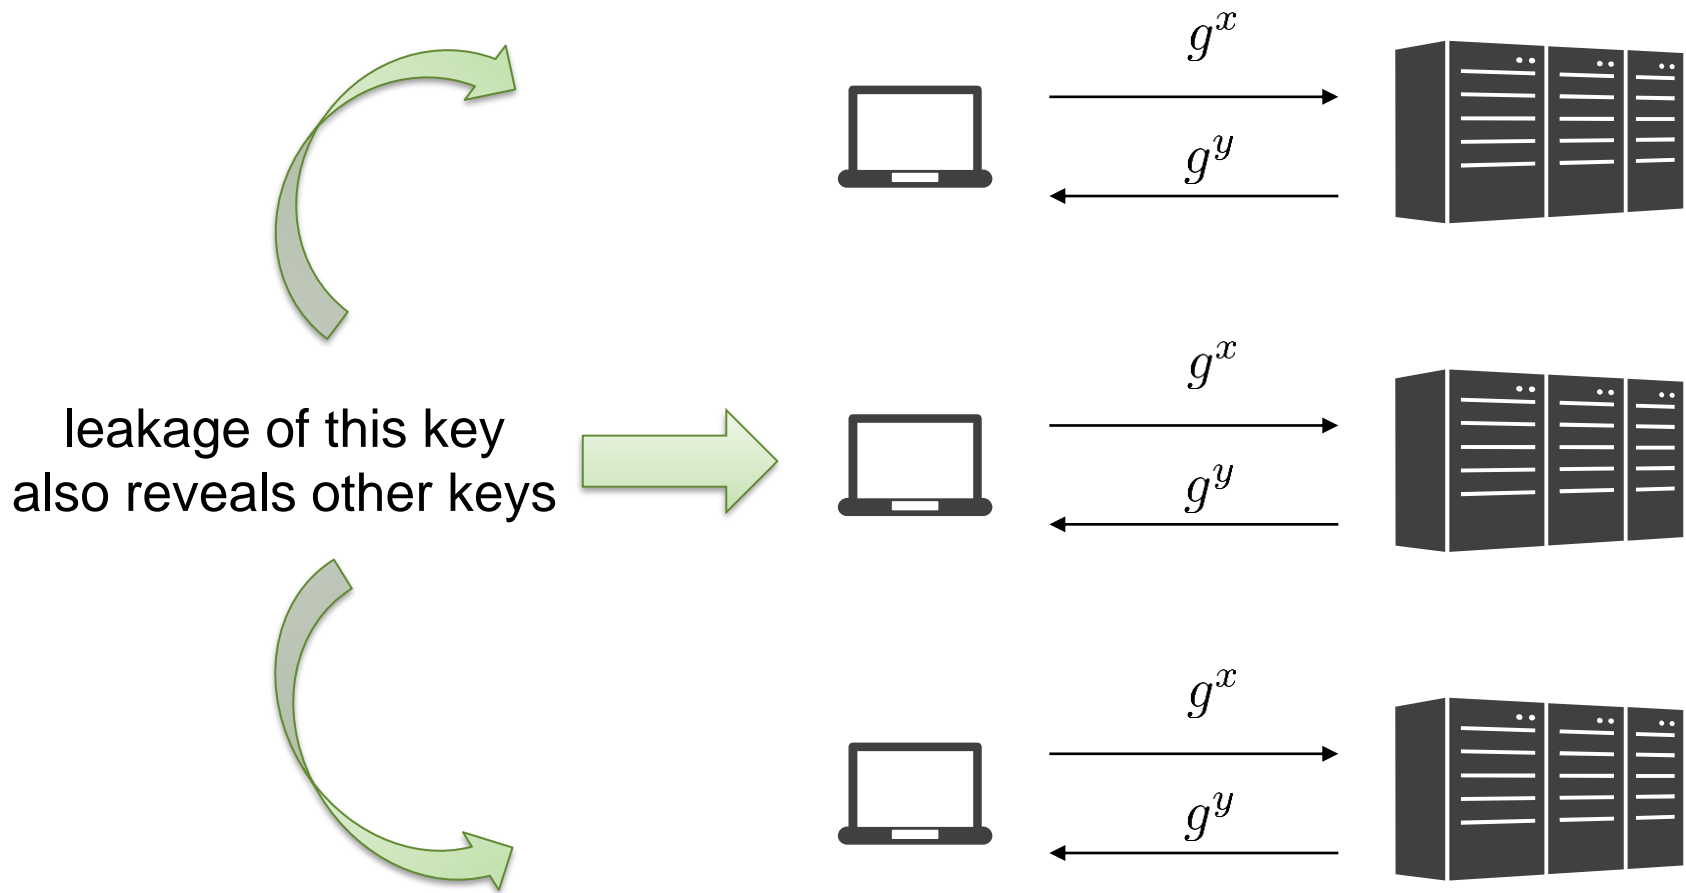 g^x
g^y
g^x
leakage of this key
also reveals other keys
g^y
g^x
g^y